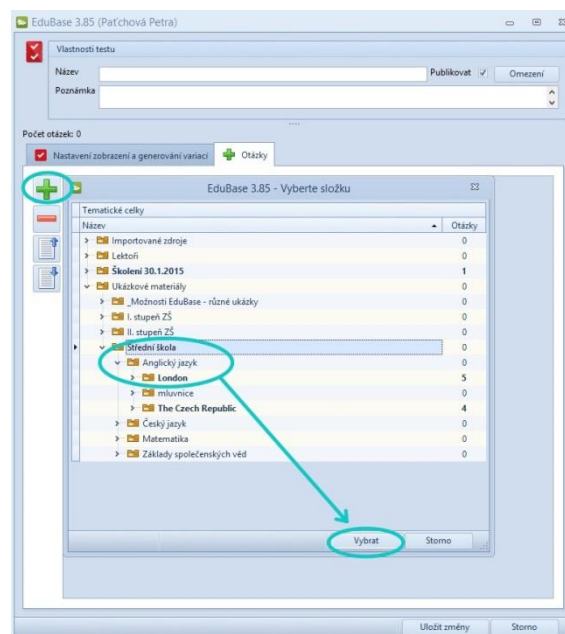 EduBase 3.85 (Paťchová Petra)
Vlastnosti testu
Název Publikovat Omezení
Poznámka
Počet otázek: 0
Nastavení zobrazení a generování variací Otázky
EduBase 3.85 - Vyberte složku
Tematické celky
Název Otázky
Importované zdroje 0
Lektoři 0
Školení 30.1.2015 1
Ukázkové materiály 0
_Možnosti EduBase - různé ukázky 0
I. stupeň ZŠ 0
II. stupeň ZŠ 0
Střední škola 0
Anglický jazyk 0
London 5
mluvnice 0
The Czech Republic 4
Český jazyk 0
Matematika 0
Základy společenských věd 0
Vybrat Storno
Uložit změny Storno